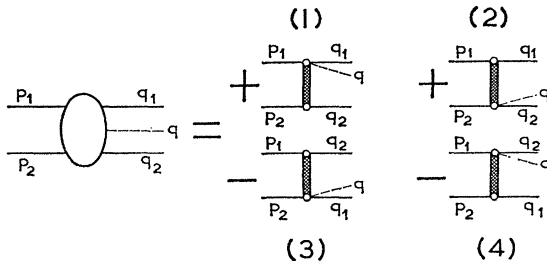 (1) (2)
P1 q1 q P1 q1
+ +
P1 q1 P2 q2 P2 q q2
q =
P2 q2 P1 q2 P1 q2 q
− −
P2 q q1 P2 q1
(3) (4)